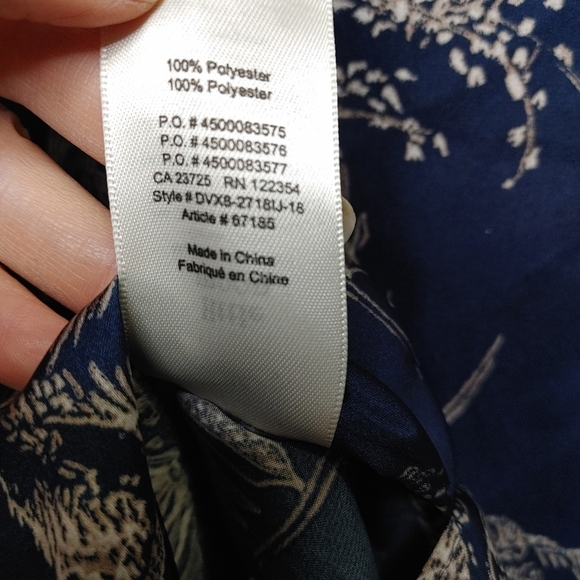 100% Polyester
100% Polyester
P.O. # 4500083575
P.O. # 4500083576
P.O. # 4500083577
CA 23725 RN 122354
Style # DVX8-2718IJ-18
Article # 67185
Made in China
Fabriqué en Chine